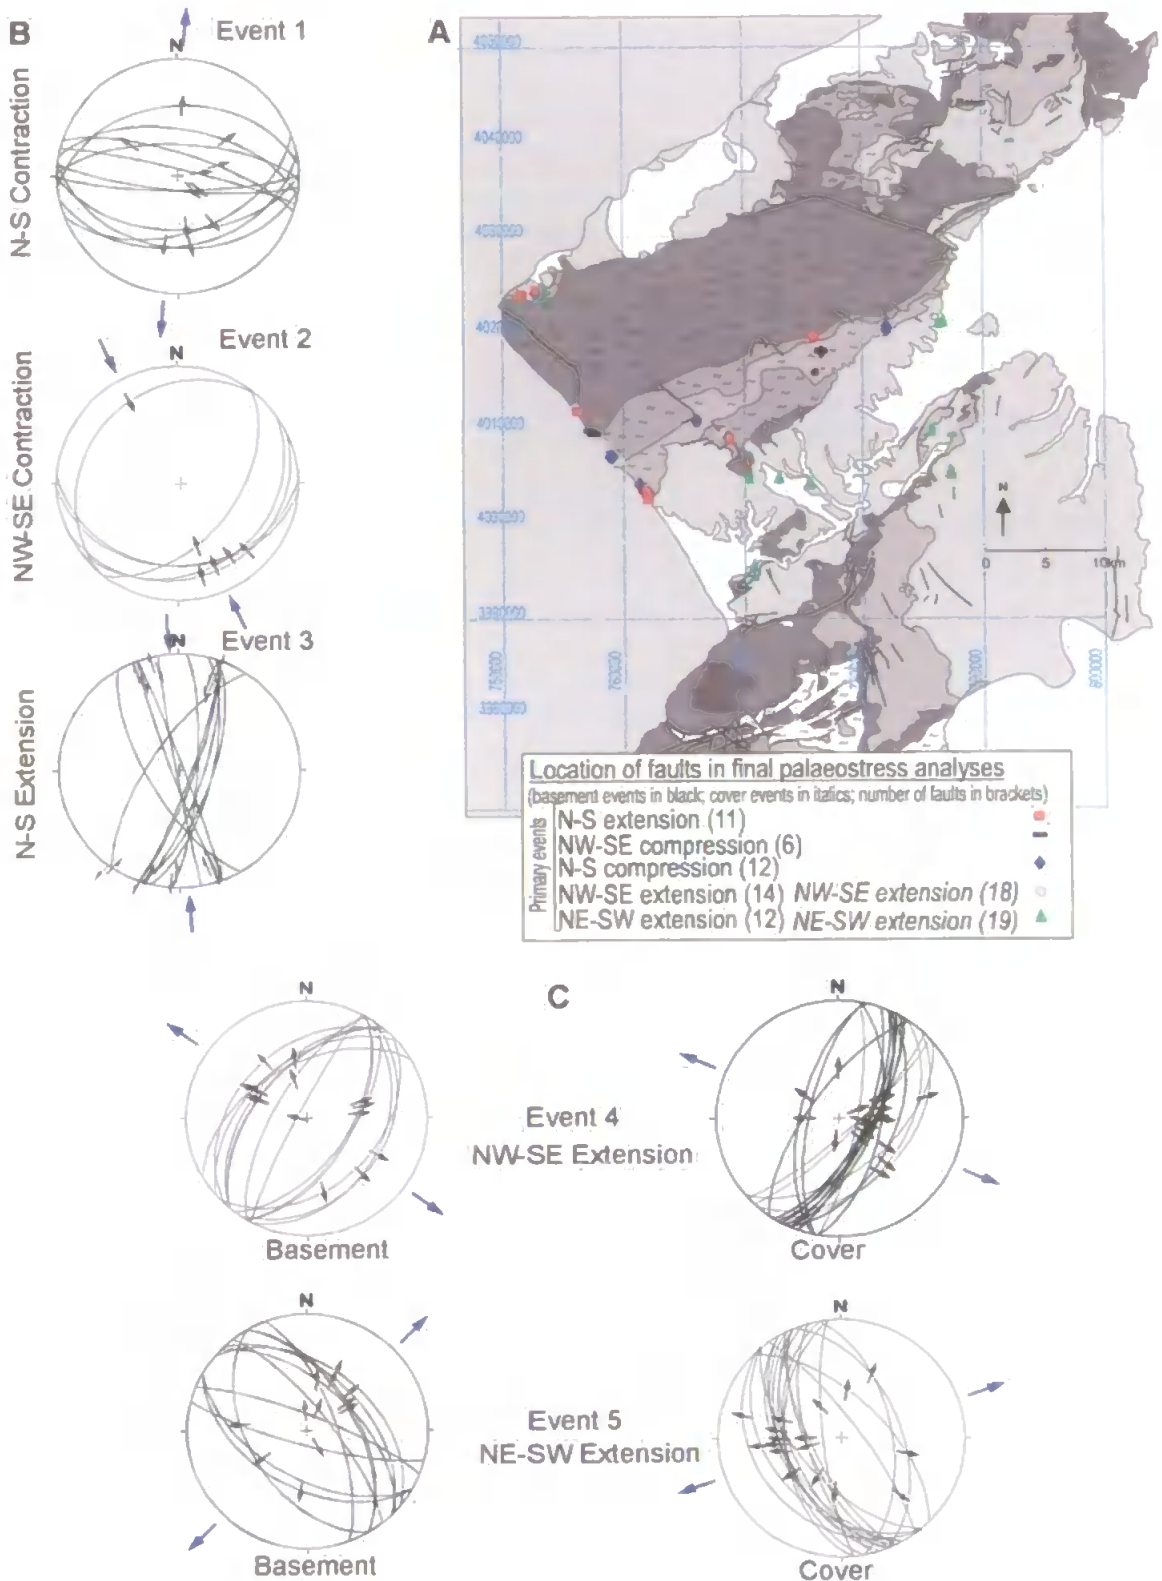 B
Event 1
N
N-S Contraction
Event 2
N
NW-SE Contraction
Event 3
N
N-S Extension
A
4040000
4010000
760000
N
0 5 10km
Location of faults in final palaeostress analyses
(basement events in black; cover events in italics; number of faults in brackets)
Primary events
N-S extension (11)
NW-SE compression (6)
N-S compression (12)
NW-SE extension (14) NW-SE extension (18)
NE-SW extension (12) NE-SW extension (19)
C
N
Basement
Event 4
NW-SE Extension
N
Cover
N
Basement
Event 5
NE-SW Extension
N
Cover